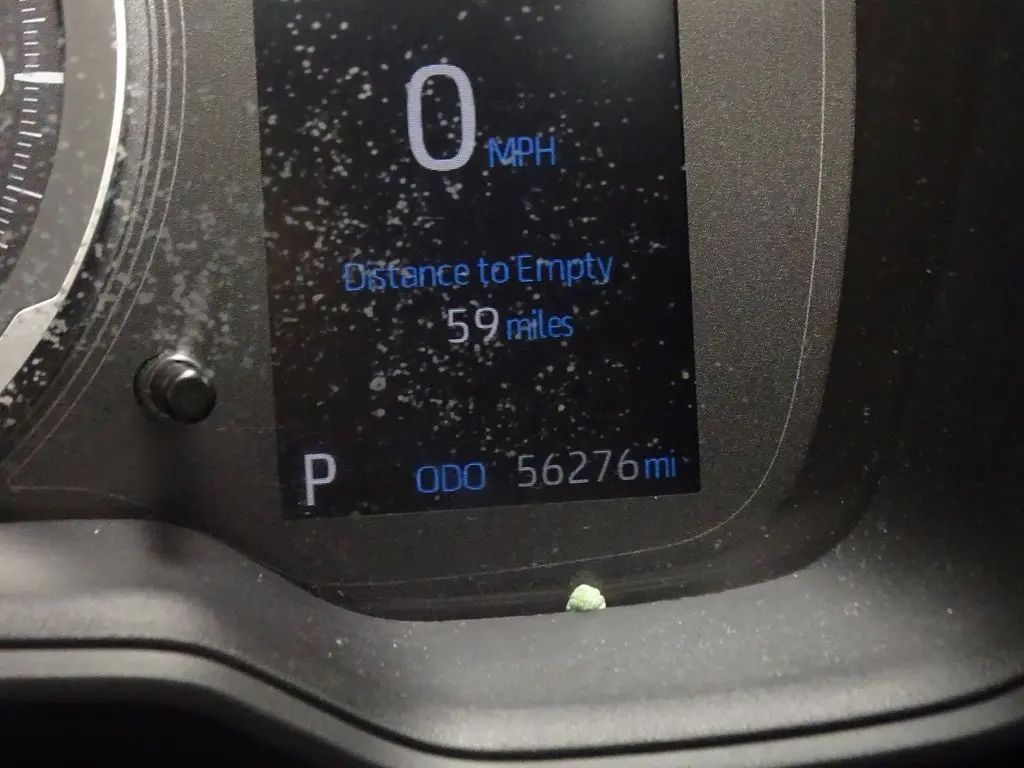 0 MPH
Distance to Empty
59 miles
P ODO 56276 mi